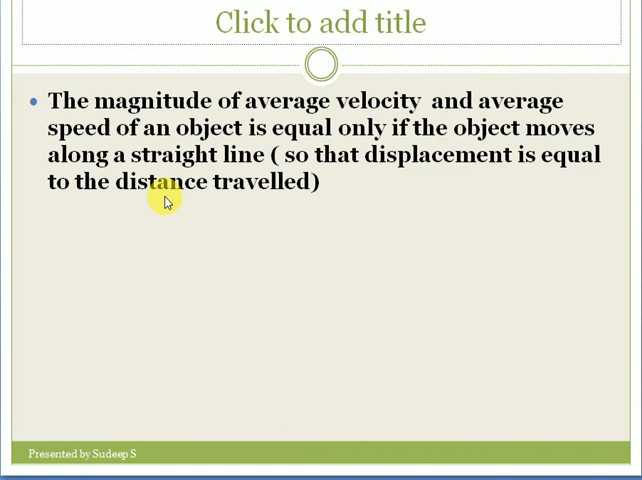 Click to add title
• The magnitude of average velocity and average
speed of an object is equal only if the object moves
along a straight line ( so that displacement is equal
to the distance travelled)
Presented by Sudeep S